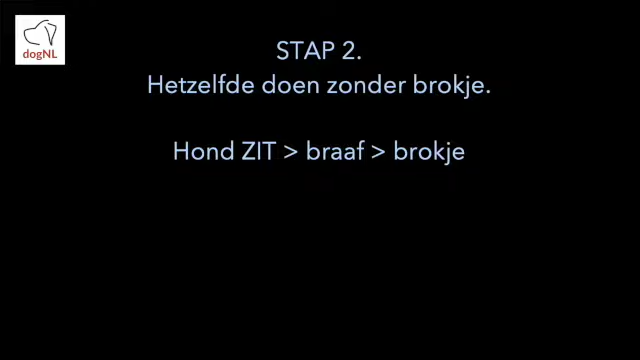 dogNL
STAP 2.
Hetzelfde doen zonder brokje.
Hond ZIT > braaf > brokje